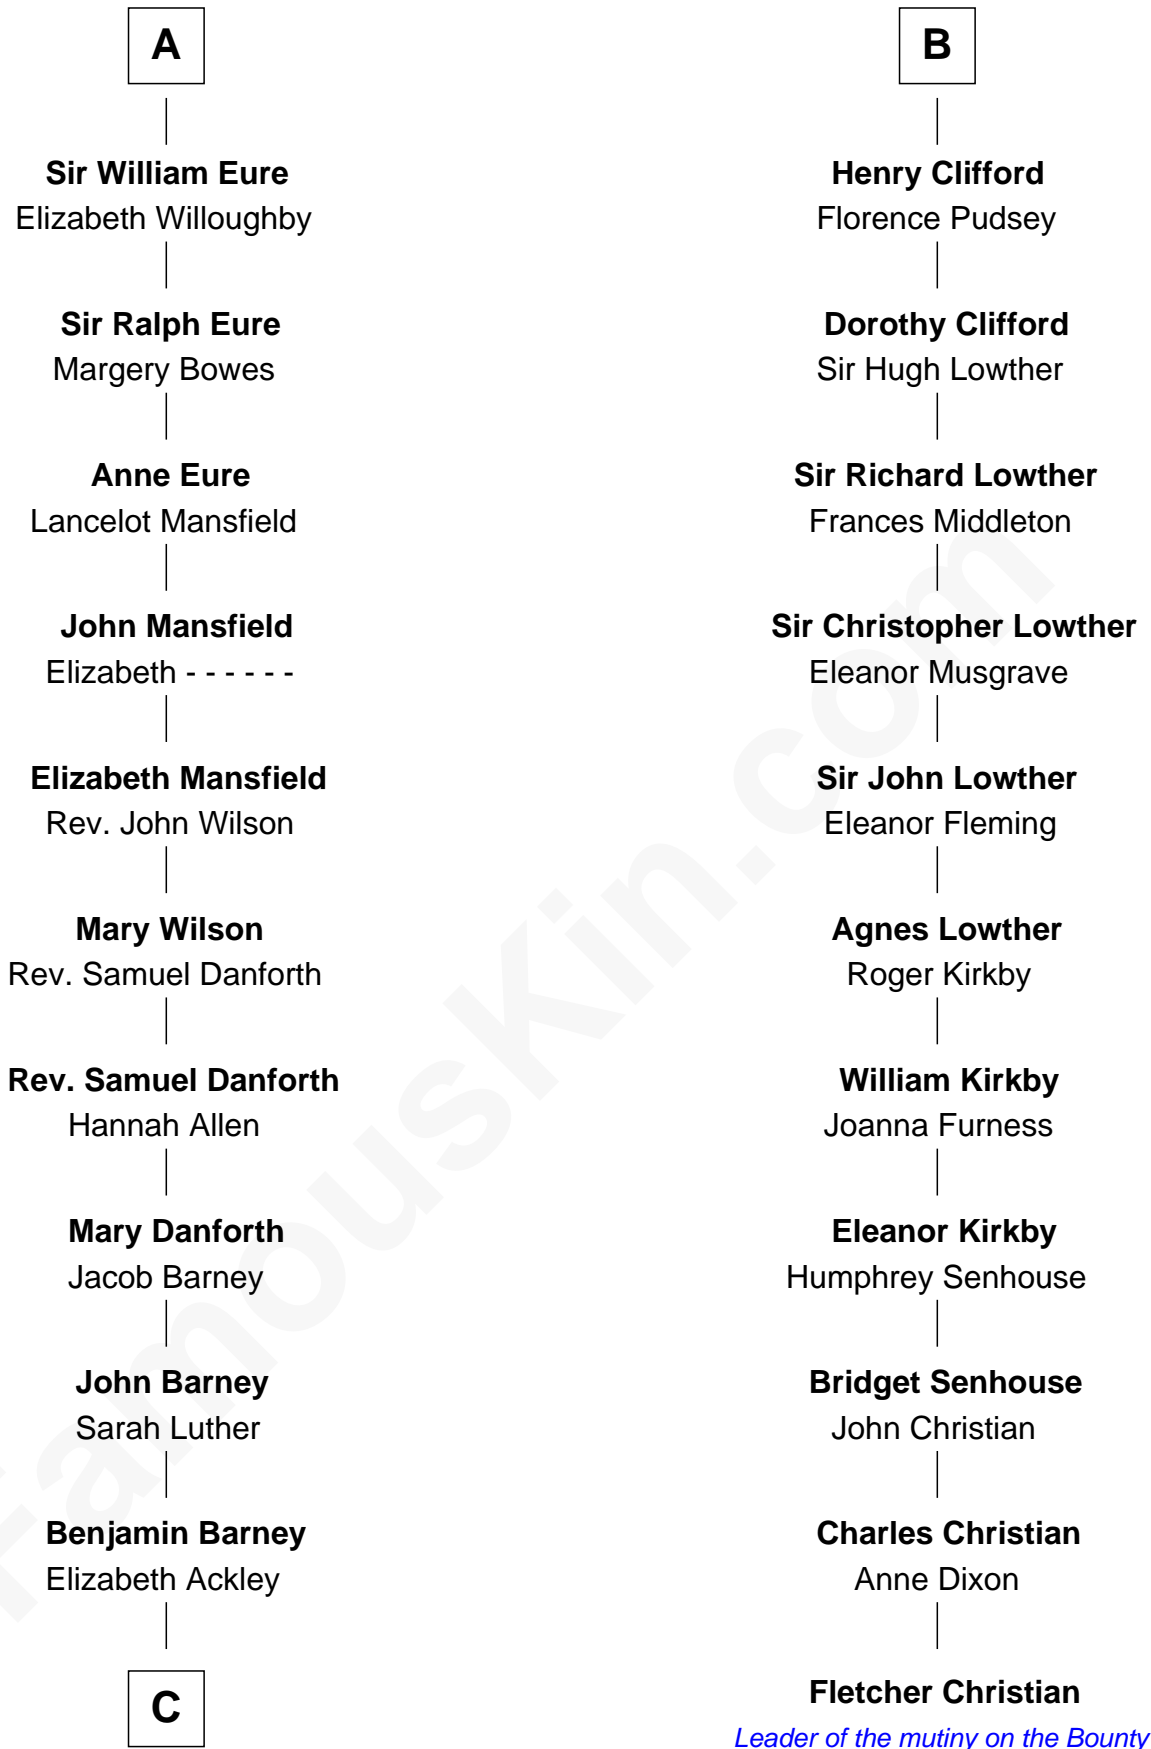 A
Sir William Eure
Elizabeth Willoughby
Sir Ralph Eure
Margery Bowes
Anne Eure
Lancelot Mansfield
John Mansfield
Elizabeth - - - - - -
Elizabeth Mansfield
Rev. John Wilson
Mary Wilson
Rev. Samuel Danforth
Rev. Samuel Danforth
Hannah Allen
Mary Danforth
Jacob Barney
John Barney
Sarah Luther
Benjamin Barney
Elizabeth Ackley
C
B
Henry Clifford
Florence Pudsey
Dorothy Clifford
Sir Hugh Lowther
Sir Richard Lowther
Frances Middleton
Sir Christopher Lowther
Eleanor Musgrave
Sir John Lowther
Eleanor Fleming
Agnes Lowther
Roger Kirkby
William Kirkby
Joanna Furness
Eleanor Kirkby
Humphrey Senhouse
Bridget Senhouse
John Christian
Charles Christian
Anne Dixon
Fletcher Christian
Leader of the mutiny on the Bounty
FamousKin.com